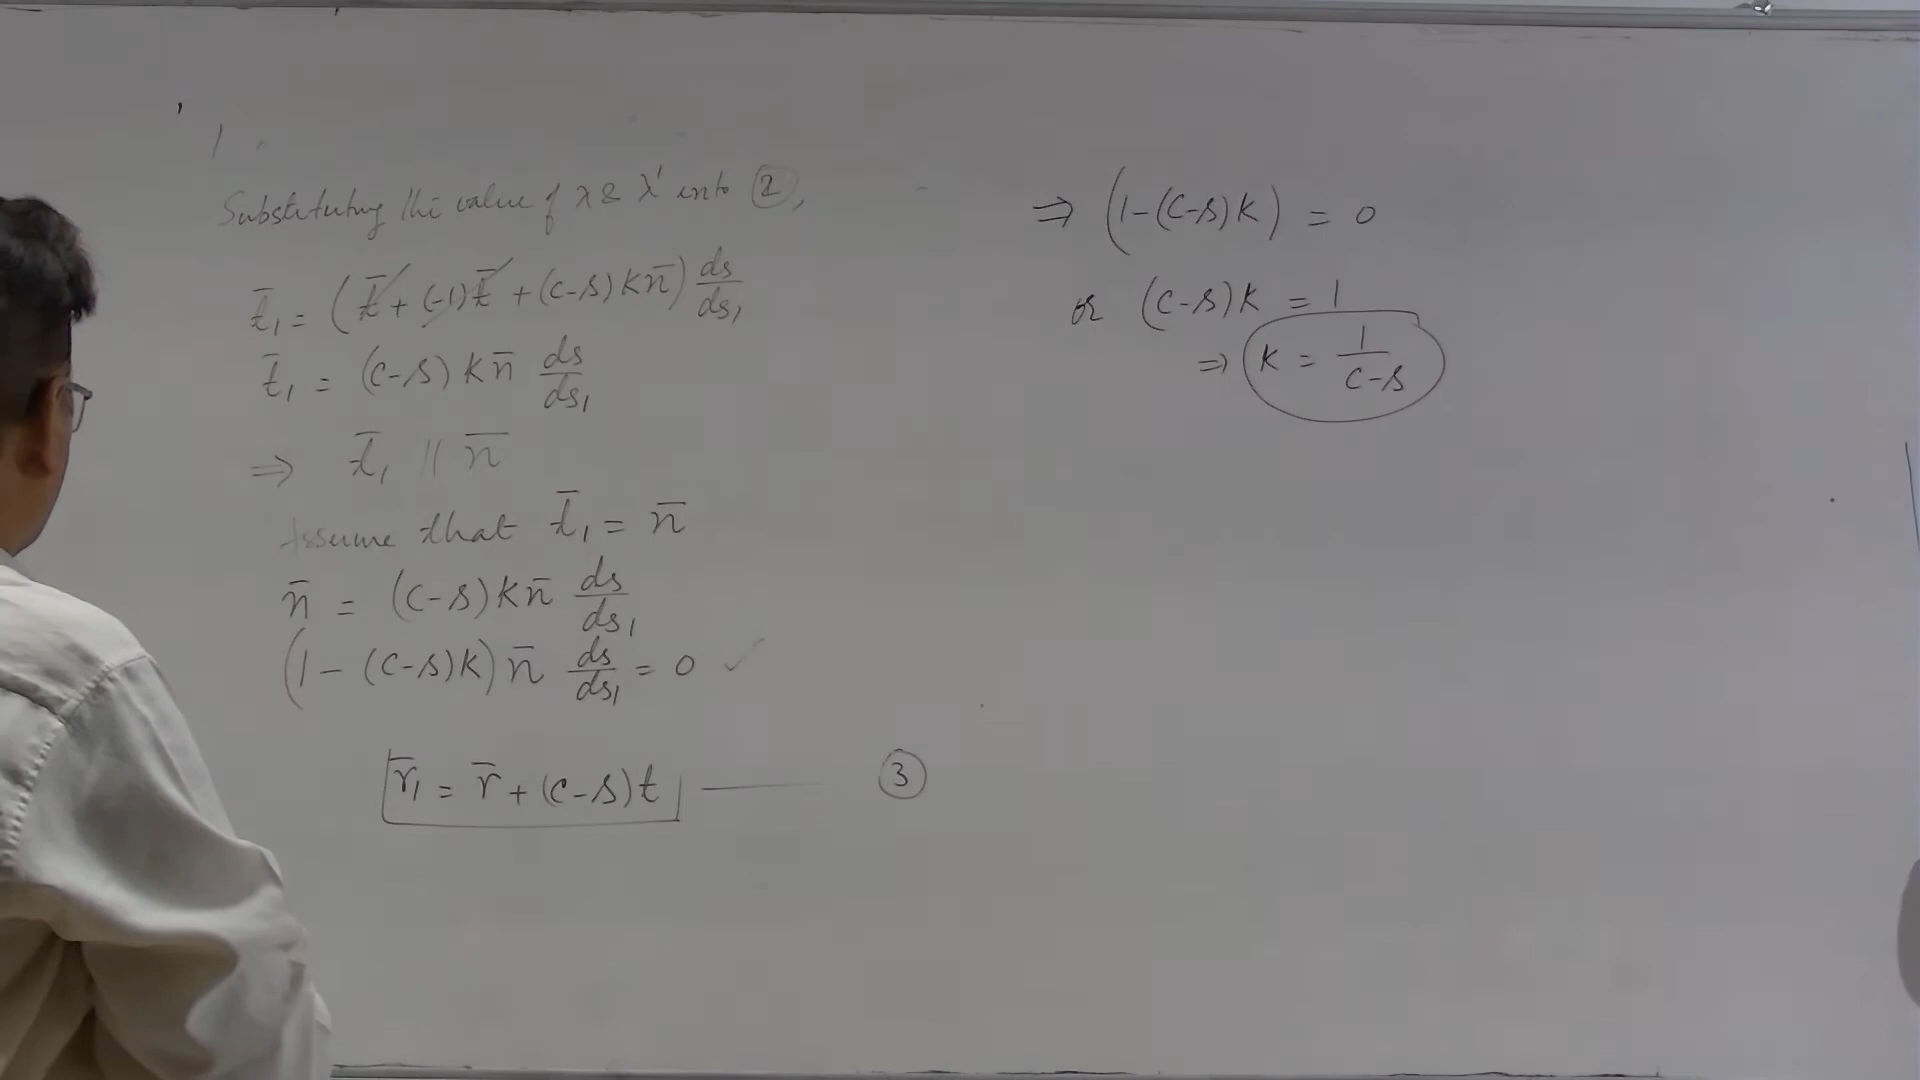 Substituting the value of λ & λ' into ②,
t̄₁ = (t̄ + (-1)t̄ + (c-s)kn̄) ds/ds₁
t̄₁ = (c-s) kn̄ ds/ds₁
⇒ t̄₁ || n̄
Assume that t̄₁ = n̄
n̄ = (c-s)kn̄ ds/ds₁
(1 - (c-s)k) n̄ ds/ds₁ = 0 ✓
r̄₁ = r̄ + (c-s)t —— ③
⇒ (1-(c-s)k) = 0
or (c-s)k = 1
⇒ k = 1/(c-s)